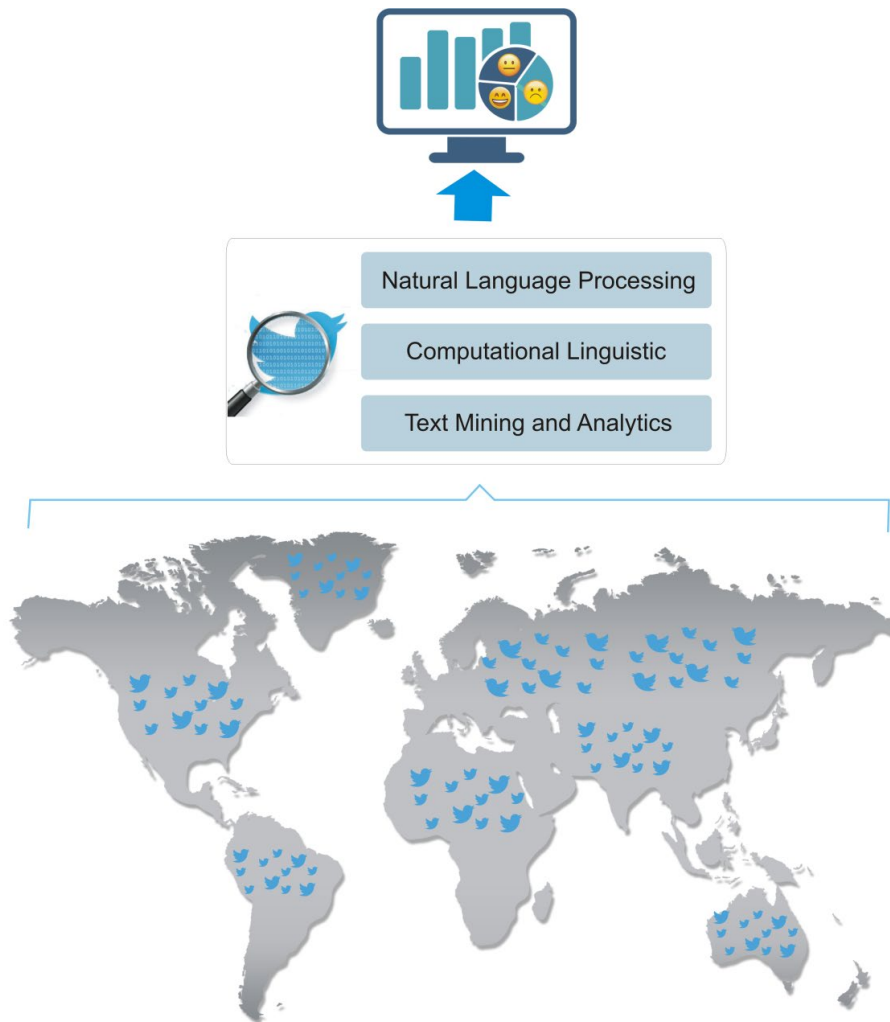 Natural Language Processing
Computational Linguistic
Text Mining and Analytics